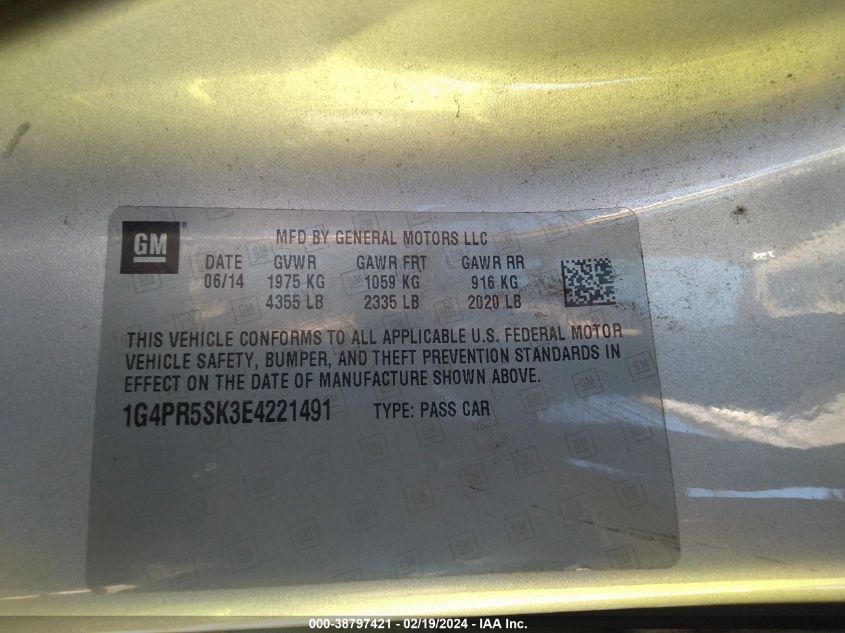 GM
MFD BY GENERAL MOTORS LLC
DATE GVWR GAWR FRT GAWR RR
06/14 1975 KG 1059 KG 916 KG
4355 LB 2335 LB 2020 LB
THIS VEHICLE CONFORMS TO ALL APPLICABLE U.S. FEDERAL MOTOR
VEHICLE SAFETY, BUMPER, AND THEFT PREVENTION STANDARDS IN
EFFECT ON THE DATE OF MANUFACTURE SHOWN ABOVE.
1G4PR5SK3E4221491 TYPE: PASS CAR
000-38797421 - 02/19/2024 - IAA Inc.